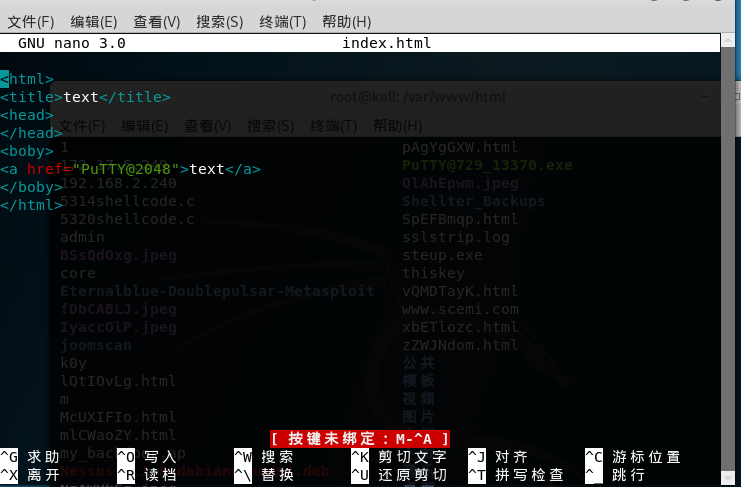 文件(F) 编辑(E) 查看(V) 搜索(S) 终端(T) 帮助(H)
GNU nano 3.0 index.html
<html>
<title>text</title>
<head>
</head>
<boby>
<a href="PuTTY@2048">text</a>
</boby>
</html>
root@kali: /var/www/html
文件(F) 编辑(E) 查看(V) 搜索(S) 终端(T) 帮助(H)
1 pAgYgGXW.html
PuTTY@729_13370.exe
192.168.2.240 QlAhEpwm.jpeg
5314shellcode.c Shellter_Backups
5320shellcode.c SpEFBmqp.html
admin sslstrip.log
BSsQdOxg.jpeg steup.exe
core thiskey
Eternalblue-Doublepulsar-Metasploit vQMDTayK.html
fDbCABLJ.jpeg www.scemi.com
IyaccOlP.jpeg xbETlozc.html
joomscan zZWJNdom.html
k0y 公共
lQtIOvLg.html 模板
m 视频
McUXIFIo.html 图片
mlCWaoZY.html
[ 按键未绑定：M-^A ]
^G 求助 ^O 写入 ^W 搜索 ^K 剪切文字 ^J 对齐 ^C 游标位置
^X 离开 ^R 读档 ^\ 替换 ^U 还原剪切 ^T 拼写检查 ^_ 跳行